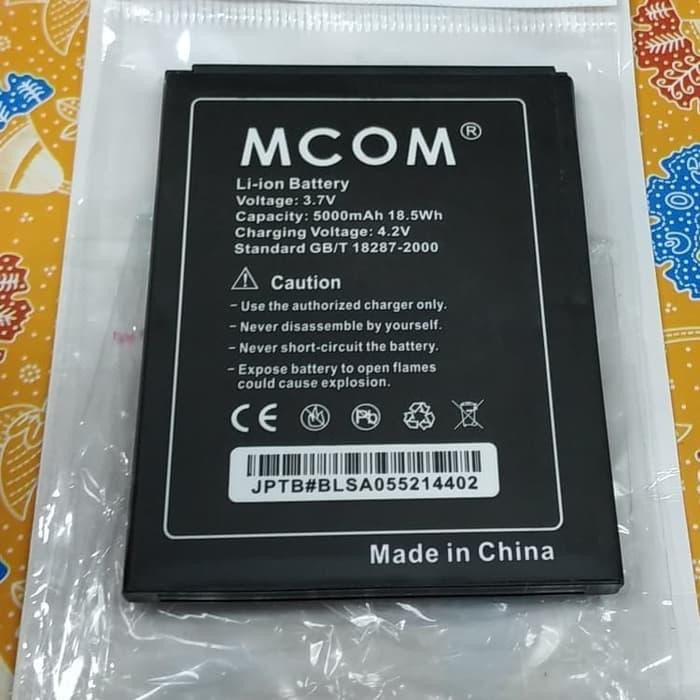 MCOM®
Li-ion Battery
Voltage: 3.7V
Capacity: 5000mAh 18.5Wh
Charging Voltage: 4.2V
Standard GB/T 18287-2000
Caution
- Use the authorized charger only.
- Never disassemble by yourself.
- Never short-circuit the battery.
- Expose battery to open flames
could cause explosion.
CE Pb
JPTB#BLSA055214402
Made in China